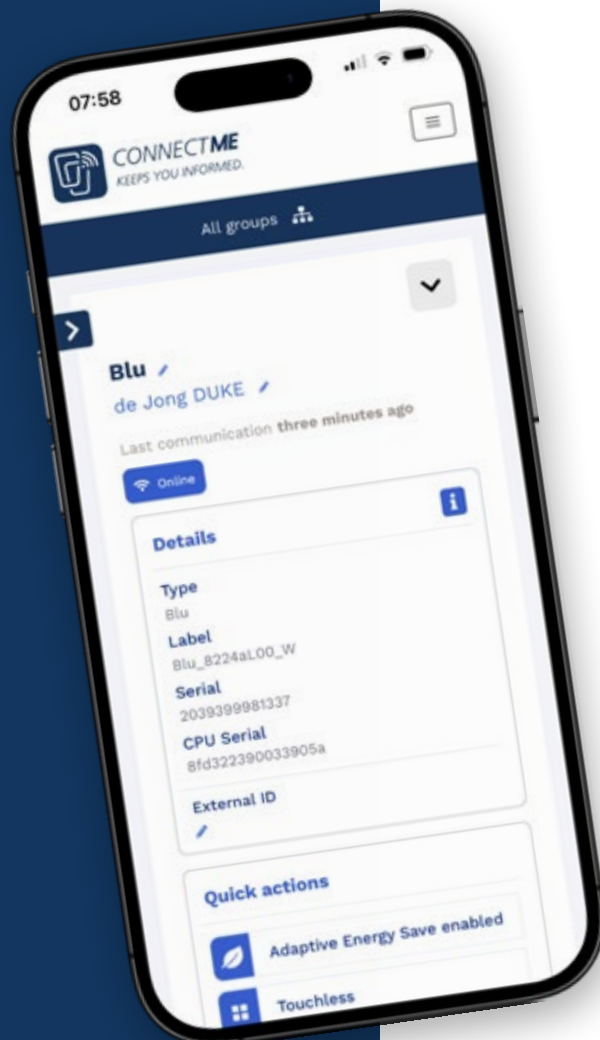 07:58
CONNECTME
KEEPS YOU INFORMED.
All groups
Blu
de Jong DUKE
Last communication three minutes ago
Online
Details
Type
Blu
Label
Blu_8224aL00_W
Serial
2039399981337
CPU Serial
8fd322390033905a
External ID
Quick actions
Adaptive Energy Save enabled
Touchless